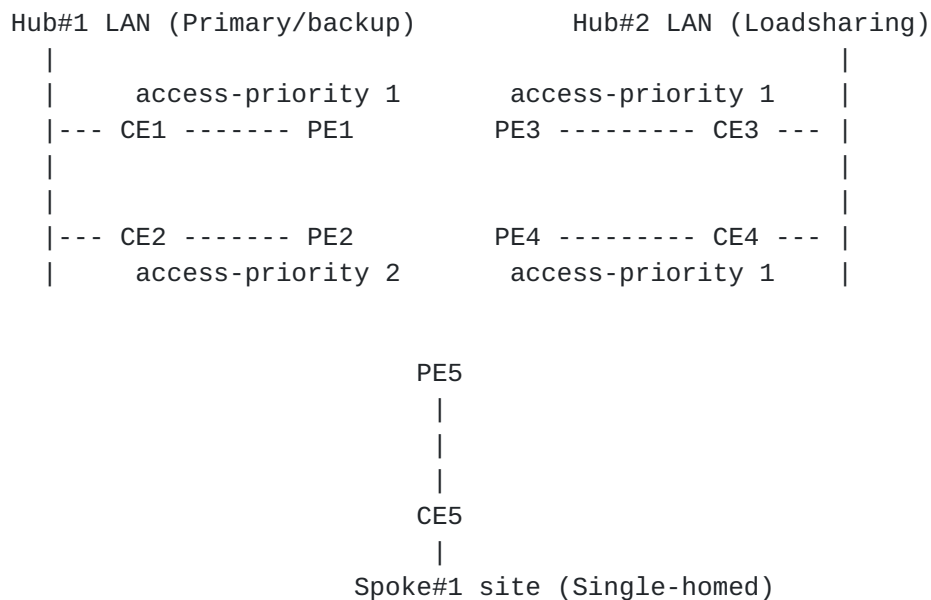 Hub#1 LAN (Primary/backup)          Hub#2 LAN (Loadsharing)
  |                                                    |
  |     access-priority 1      access-priority 1    |
  |--- CE1 ------- PE1        PE3 --------- CE3 --- |
  |                                                    |
  |                                                    |
  |--- CE2 ------- PE2        PE4 --------- CE4 --- |
  |     access-priority 2      access-priority 1    |
PE5
|
|
|
CE5
|
Spoke#1 site (Single-homed)